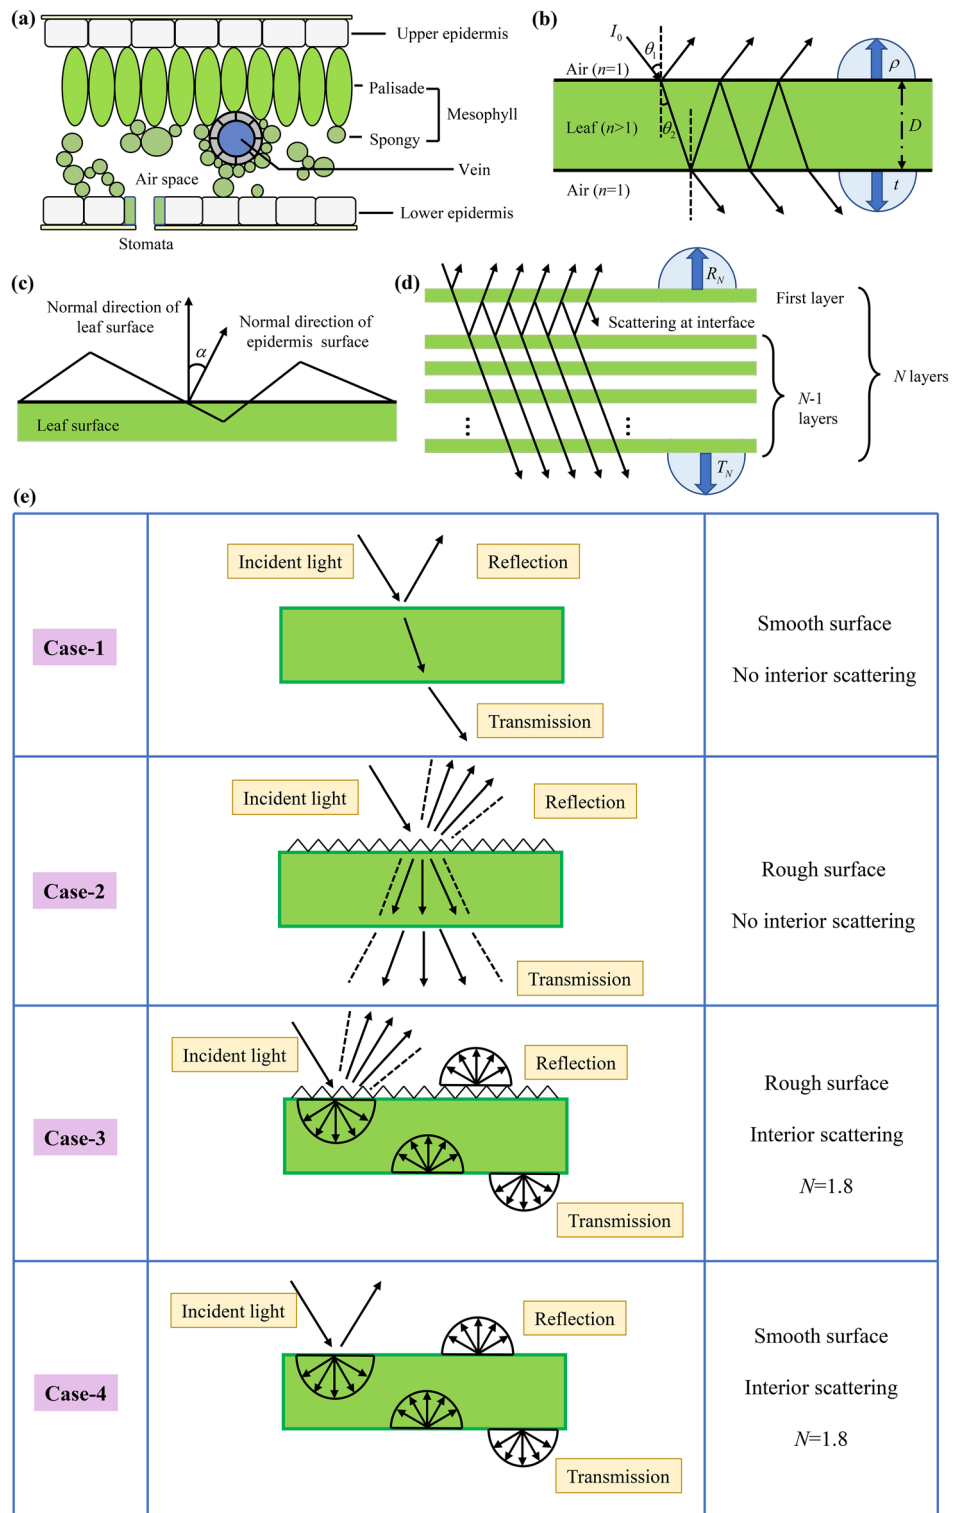 (a)
Upper epidermis
Palisade
Mesophyll
Spongy
Vein
Air space
Lower epidermis
Stomata
(b)
I₀
θ₁
Air (n=1)
ρ
Leaf (n>1)
θ₂
D
Air (n=1)
t
(c)
Normal direction of
leaf surface
Normal direction of
epidermis surface
α
Leaf surface
(d)
R_N
First layer
Scattering at interface
N-1
layers
N layers
T_N
(e)
Case-1
Incident light
Reflection
Transmission
Smooth surface
No interior scattering
Case-2
Incident light
Reflection
Transmission
Rough surface
No interior scattering
Case-3
Incident light
Reflection
Transmission
Rough surface
Interior scattering
N=1.8
Case-4
Incident light
Reflection
Transmission
Smooth surface
Interior scattering
N=1.8